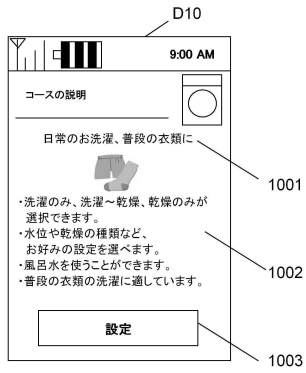 D10
9:00 AM
コースの説明
日常のお洗濯、普段の衣類に
1001
・洗濯のみ、洗濯～乾燥、乾燥のみが
選択できます。
・水位や乾燥の種類など、
お好みの設定を選べます。
・風呂水を使うことができます。
・普段の衣類の洗濯に適しています。
1002
設定
1003